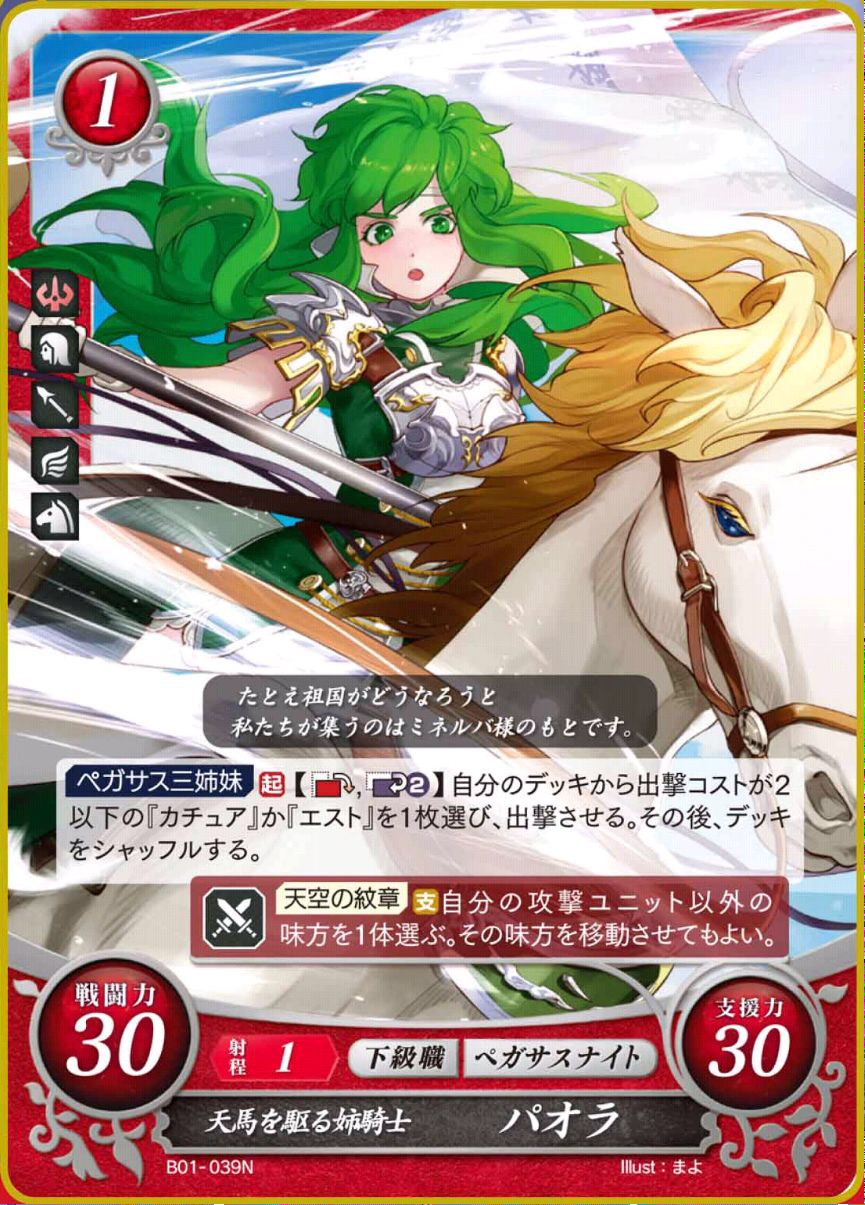 1
たとえ祖国がどうなろうと
私たちが集うのはミネルバ様のもとです。
ペガサス三姉妹 起【 , 2】自分のデッキから出撃コストが2
以下の『カチュア』か『エスト』を1枚選び、出撃させる。その後、デッキ
をシャッフルする。
天空の紋章 支 自分の攻撃ユニット以外の
味方を1体選ぶ。その味方を移動させてもよい。
戦闘力
30
射程 1
下級職 ペガサスナイト
支援力
30
天馬を駆る姉騎士 パオラ
B01-039N Illust：まよ